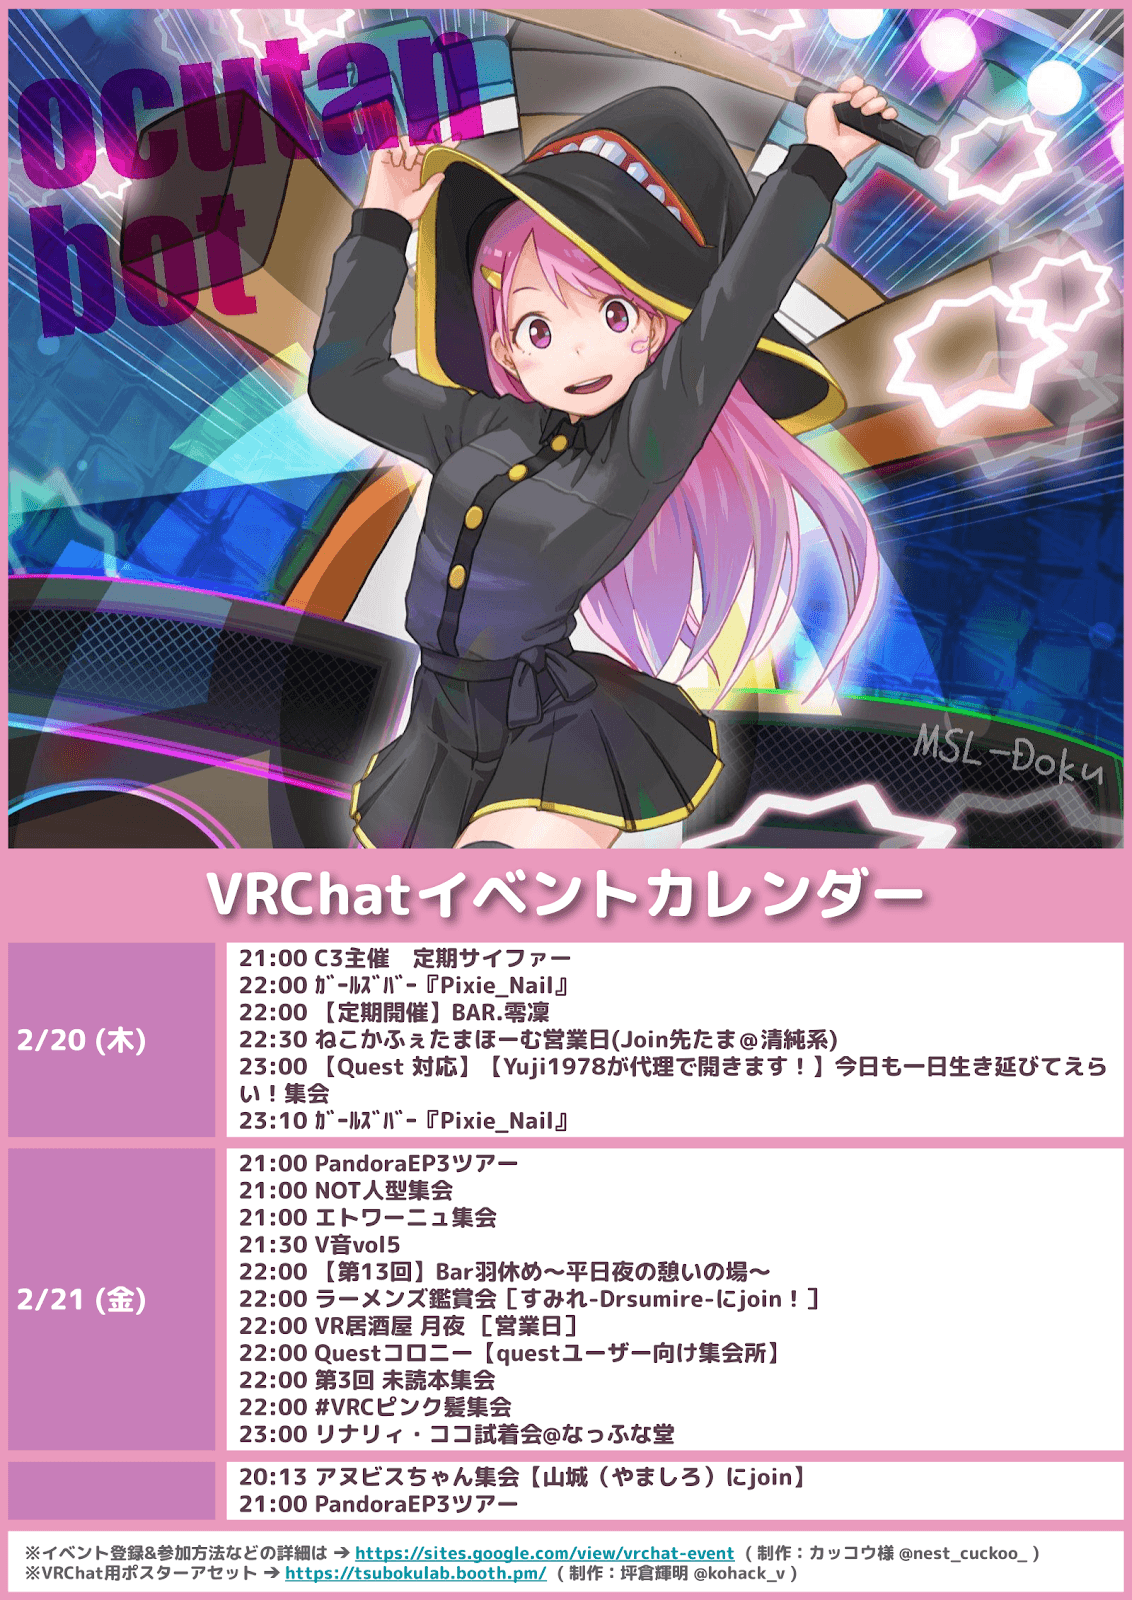 ocutan
bot
MSL-Đoku
VRChatイベントカレンダー
2/20 (木)
21:00 C3主催　定期サイファー
22:00 ｶﾞｰﾙｽﾞﾊﾞｰ『Pixie_Nail』
22:00 【定期開催】BAR.零凜
22:30 ねこかふぇたまほーむ営業日(Join先たま@清純系)
23:00 【Quest 対応】【Yuji1978が代理で開きます！】今日も一日生き延びてえら
い！集会
23:10 ｶﾞｰﾙｽﾞﾊﾞｰ『Pixie_Nail』
2/21 (金)
21:00 PandoraEP3ツアー
21:00 NOT人型集会
21:00 エトワーニュ集会
21:30 V音vol5
22:00 【第13回】Bar羽休め～平日夜の憩いの場～
22:00 ラーメンズ鑑賞会［すみれ-Drsumire-にjoin！］
22:00 VR居酒屋 月夜 ［営業日］
22:00 Questコロニー【questユーザー向け集会所】
22:00 第3回 未読本集会
22:00 #VRCピンク髪集会
23:00 リナリィ・ココ試着会@なっふな堂
20:13 アヌビスちゃん集会【山城（やましろ）にjoin】
21:00 PandoraEP3ツアー
※イベント登録&参加方法などの詳細は → https://sites.google.com/view/vrchat-event （制作：カッコウ様 @nest_cuckoo_ ）
※VRChat用ポスターアセット → https://tsubokulab.booth.pm/ （制作：坪倉輝明 @kohack_v ）